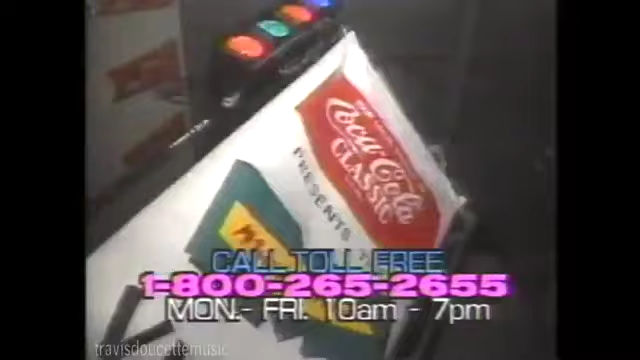 Coca-Cola
CLASSIC
PRESENTS
CALL TOLL FREE
1-800-265-2655
MON.- FRI. 10am - 7pm
travisdoucettemusic